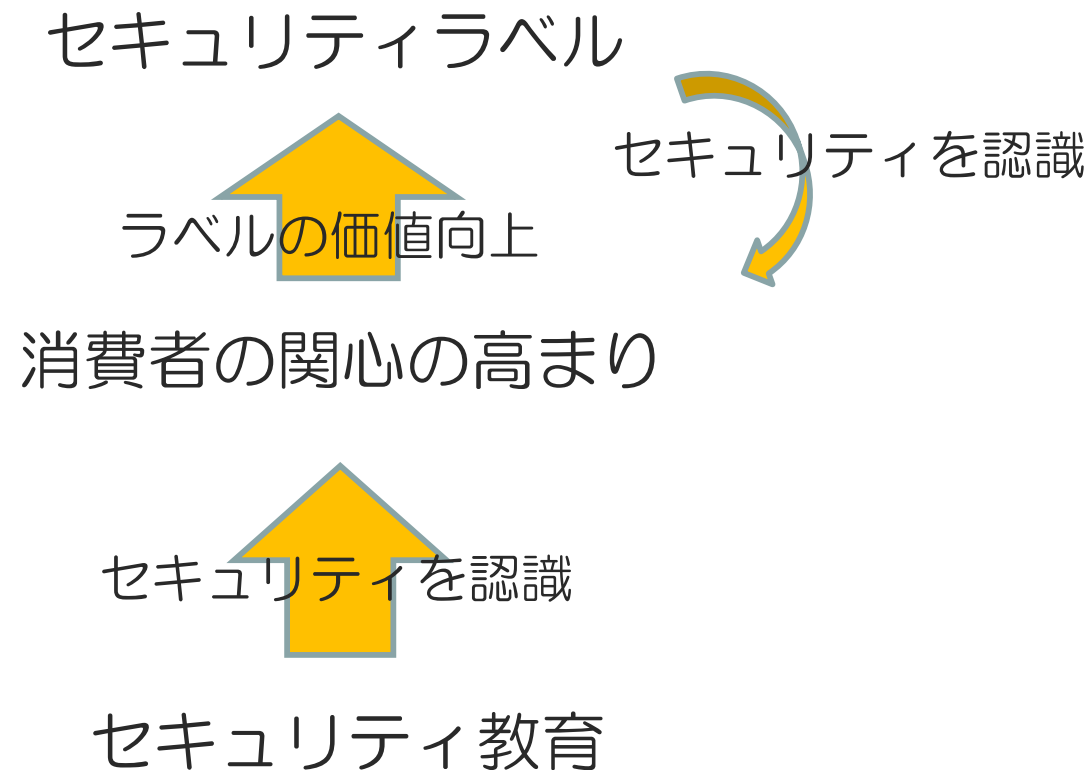 セキュリティラベル
セキュリティを認識
ラベルの価値向上
消費者の関心の高まり
セキュリティを認識
セキュリティ教育